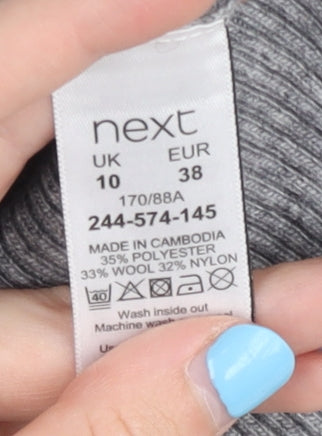 next
UK EUR
10 38
170/88A
244-574-145
MADE IN CAMBODIA
35% POLYESTER
33% WOOL 32% NYLON
40
Wash inside out
Machine wash